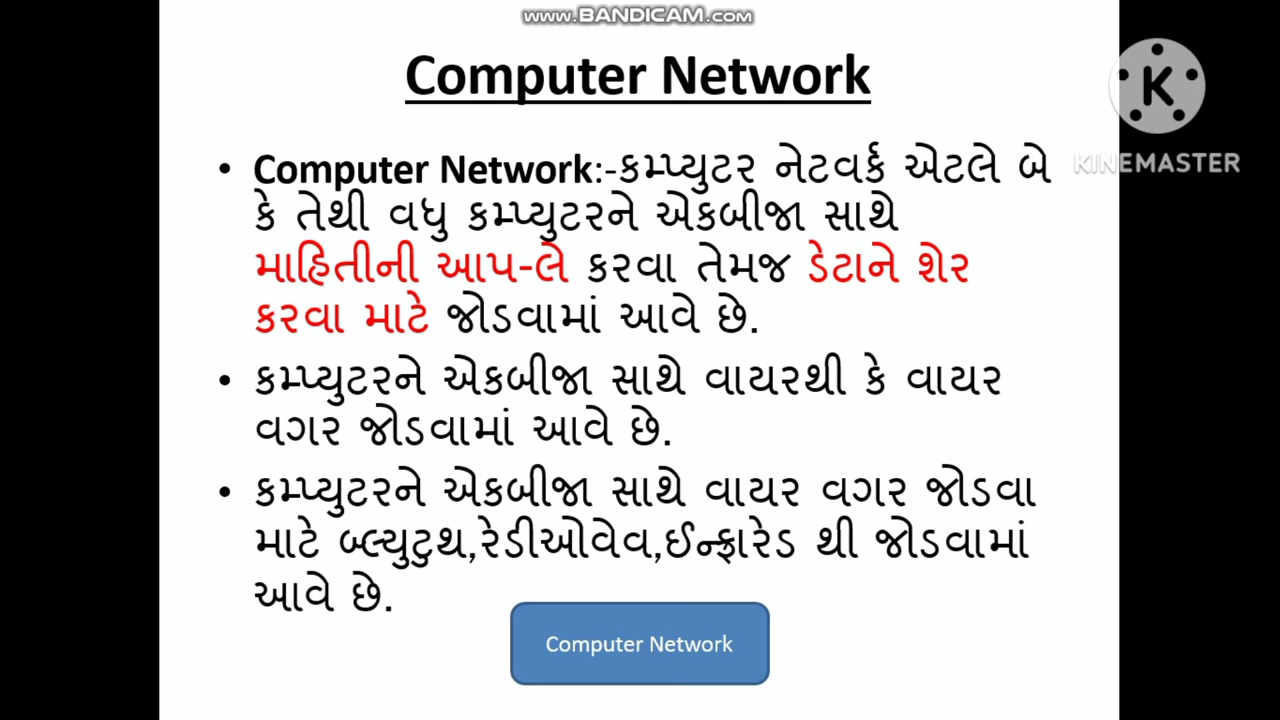 www.BANDICAM.com
Computer Network
KINEMASTER
• Computer Network:-કમ્પ્યુટર નેટવર્ક એટલે બે
કે તેથી વધુ કમ્પ્યુટરને એકબીજા સાથે
માહિતીની આપ-લે કરવા તેમજ ડેટાને શેર
કરવા માટે જોડવામાં આવે છે.
• કમ્પ્યુટરને એકબીજા સાથે વાયરથી કે વાયર
વગર જોડવામાં આવે છે.
• કમ્પ્યુટરને એકબીજા સાથે વાયર વગર જોડવા
માટે બ્લ્યુટુથ,રેડીઓવેવ,ઈન્ફ્રારેડ થી જોડવામાં
આવે છે.
Computer Network